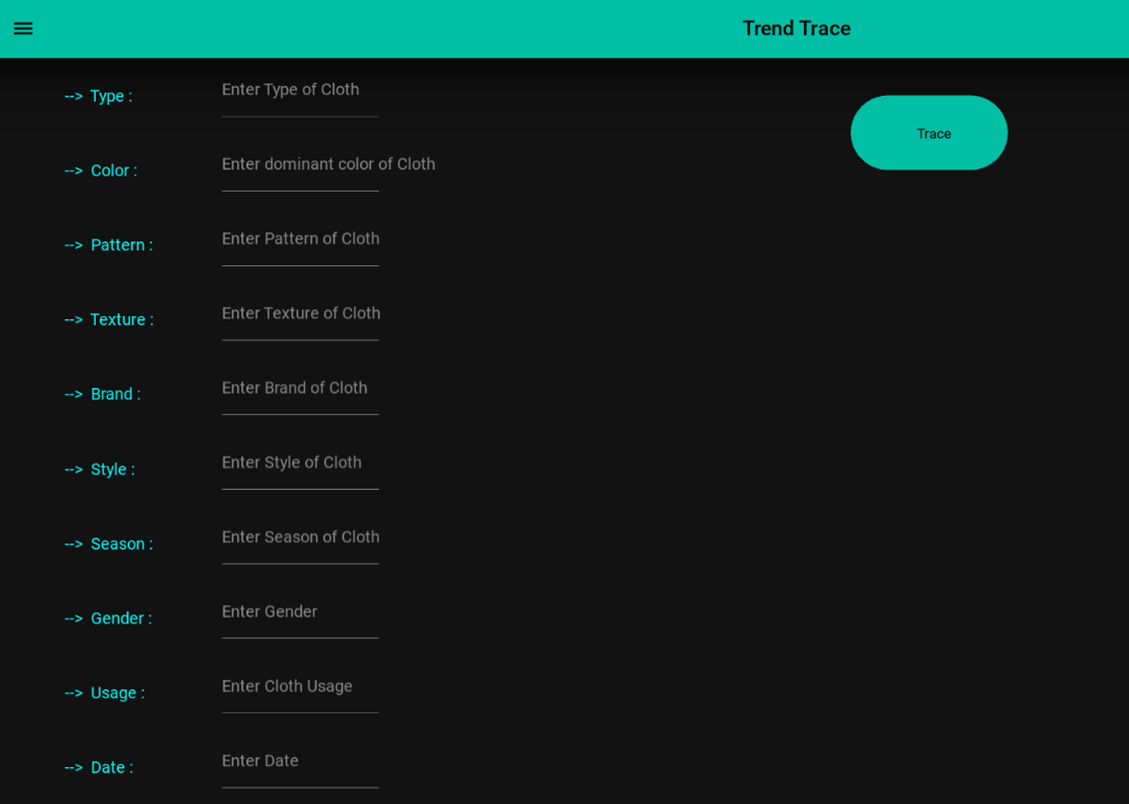 Trend Trace
--> Type : Enter Type of Cloth
Trace
--> Color : Enter dominant color of Cloth
--> Pattern : Enter Pattern of Cloth
--> Texture : Enter Texture of Cloth
--> Brand : Enter Brand of Cloth
--> Style : Enter Style of Cloth
--> Season : Enter Season of Cloth
--> Gender : Enter Gender
--> Usage : Enter Cloth Usage
--> Date : Enter Date